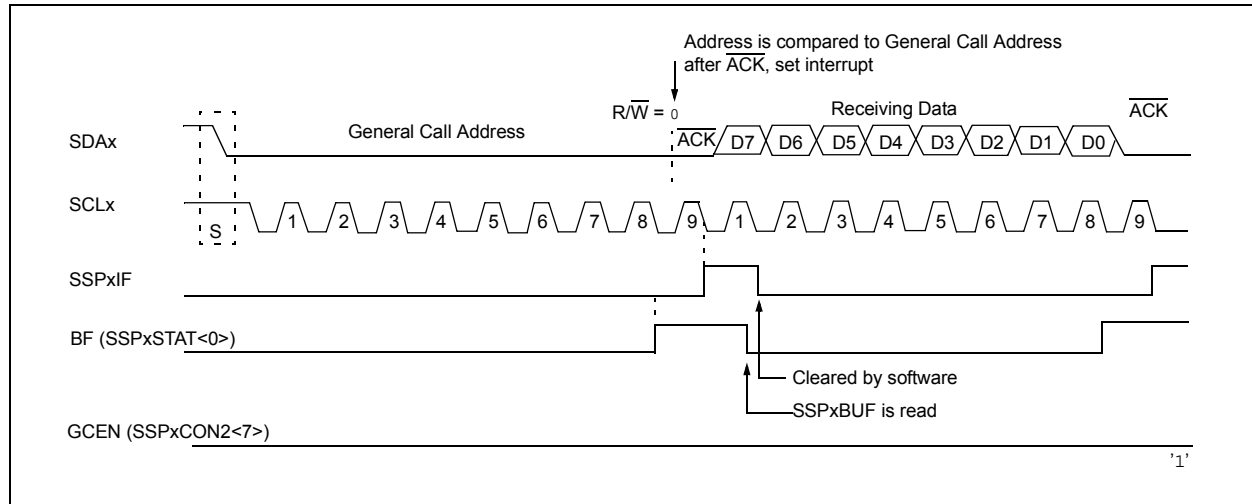 Address is compared to General Call Address
after ACK, set interrupt
R/W = 0
Receiving Data
ACK
General Call Address
SDAx
ACK D7 D6 D5 D4 D3 D2 D1 D0
SCLx
S 1 2 3 4 5 6 7 8 9 1 2 3 4 5 6 7 8 9
SSPxIF
BF (SSPxSTAT<0>)
Cleared by software
SSPxBUF is read
GCEN (SSPxCON2<7>)
'1'